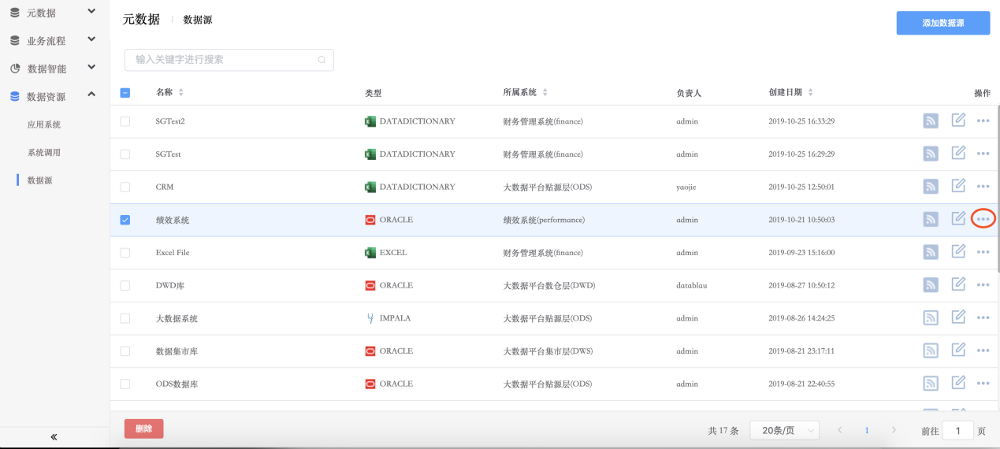 元数据
业务流程
数据智能
数据资源
应用系统
系统调用
数据源
元数据 数据源
添加数据源
输入关键字进行搜索
名称 类型 所属系统 负责人 创建日期 操作
SGTest2 DATADICTIONARY 财务管理系统(finance) admin 2019-10-25 16:33:29
SGTest DATADICTIONARY 财务管理系统(finance) admin 2019-10-25 16:29:29
CRM DATADICTIONARY 大数据平台贴源层(ODS) yaojie 2019-10-25 12:50:01
绩效系统 ORACLE 绩效系统(performance) admin 2019-10-21 10:50:03
Excel File EXCEL 财务管理系统(finance) admin 2019-09-23 15:16:00
DWD库 ORACLE 大数据平台数仓层(DWD) datablau 2019-08-27 10:50:12
大数据系统 IMPALA 大数据平台贴源层(ODS) admin 2019-08-26 14:24:25
数据集市库 ORACLE 大数据平台集市层(DWS) admin 2019-08-21 23:17:11
ODS数据库 ORACLE 大数据平台贴源层(ODS) admin 2019-08-21 22:40:55
删除
共 17 条 20条/页 1 前往 1 页